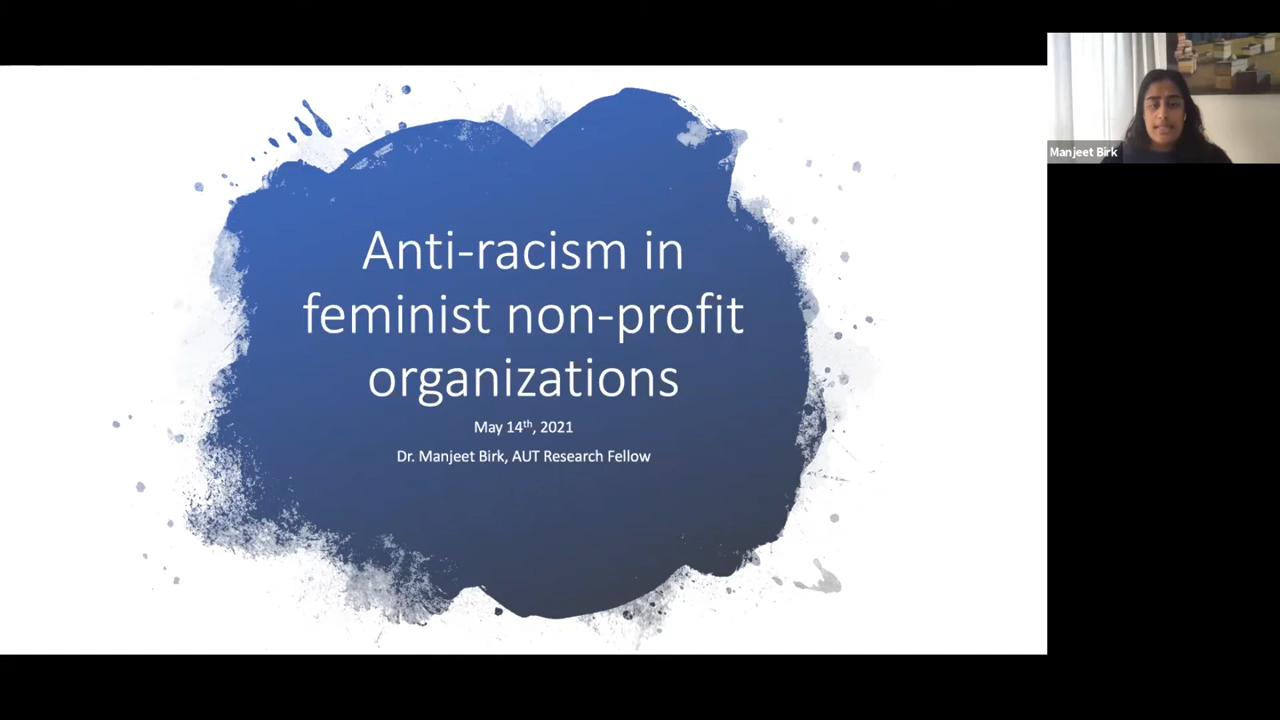 Anti-racism in
feminist non-profit
organizations
May 14th, 2021
Dr. Manjeet Birk, AUT Research Fellow
Manjeet Birk